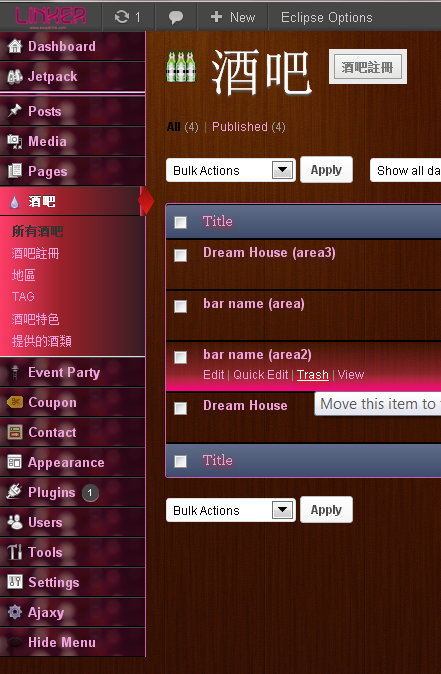 LINKER
1
+ New
Eclipse Options
Dashboard
Jetpack
Posts
Media
Pages
酒吧
所有酒吧
酒吧註冊
地區
TAG
酒吧特色
提供的酒類
Event Party
Coupon
Contact
Appearance
Plugins 1
Users
Tools
Settings
Ajaxy
Hide Menu
酒吧 酒吧註冊
All (4) | Published (4)
Bulk Actions Apply Show all da
Title
Dream House (area3)
bar name (area)
bar name (area2)
Edit | Quick Edit | Trash | View
Dream House
Move this item to
Title
Bulk Actions Apply